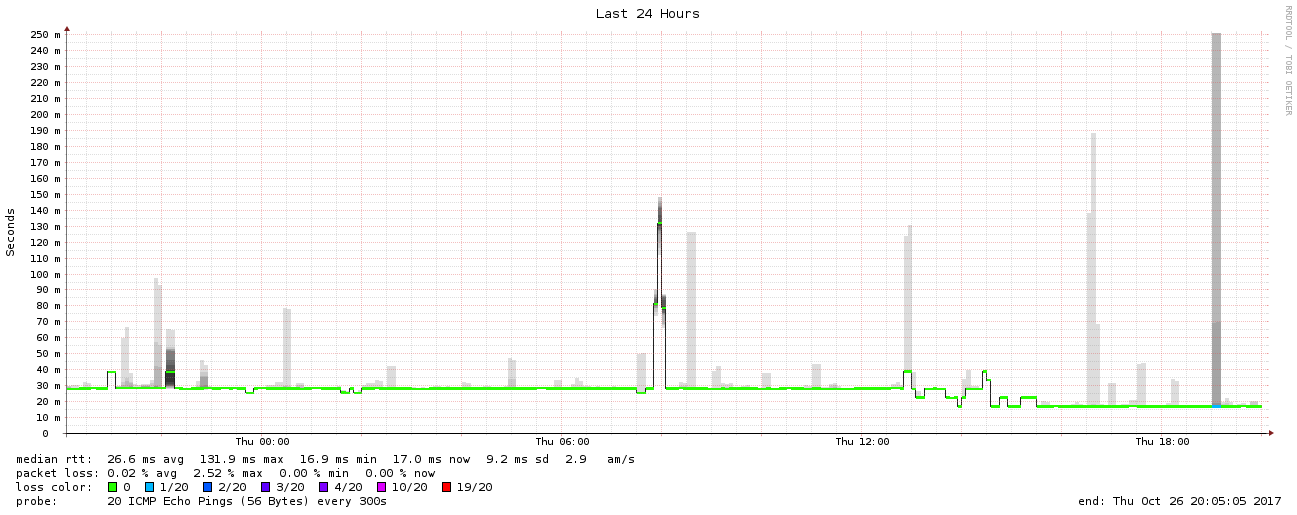 Last 24 Hours
RRDTOOL / TOBI OETIKER
Seconds
250 m
240 m
230 m
220 m
210 m
200 m
190 m
180 m
170 m
160 m
150 m
140 m
130 m
120 m
110 m
100 m
90 m
80 m
70 m
60 m
50 m
40 m
30 m
20 m
10 m
0
Thu 00:00 Thu 06:00 Thu 12:00 Thu 18:00
median rtt: 26.6 ms avg 131.9 ms max 16.9 ms min 17.0 ms now 9.2 ms sd 2.9 am/s
packet loss: 0.02 % avg 2.52 % max 0.00 % min 0.00 % now
loss color: 0 1/20 2/20 3/20 4/20 10/20 19/20
probe: 20 ICMP Echo Pings (56 Bytes) every 300s end: Thu Oct 26 20:05:05 2017